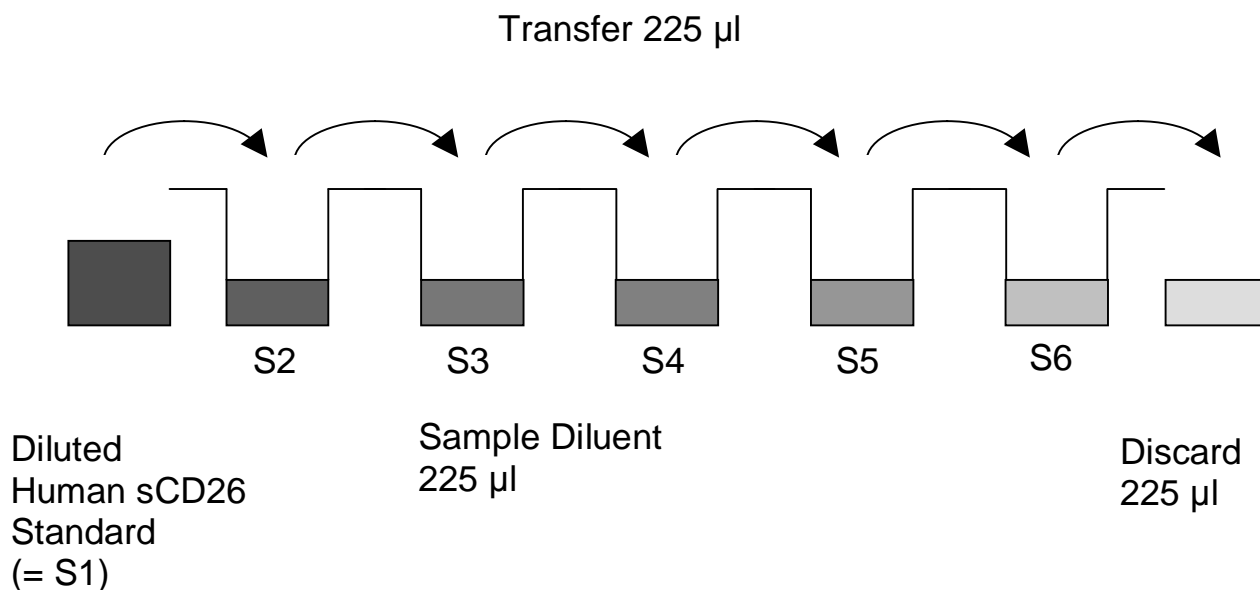 Transfer 225 µl
S2
S3
S4
S5
S6
Diluted
Human sCD26
Standard
(= S1)
Sample Diluent
225 µl
Discard
225 µl